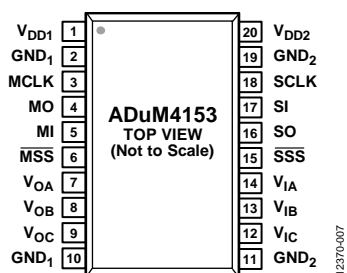 VDD1 1
GND1 2
MCLK 3
MO 4
MI 5
MSS 6
VOA 7
VOB 8
VOC 9
GND1 10
ADuM4153
TOP VIEW
(Not to Scale)
20 VDD2
19 GND2
18 SCLK
17 SI
16 SO
15 SSS
14 VIA
13 VIB
12 VIC
11 GND2
12370-007